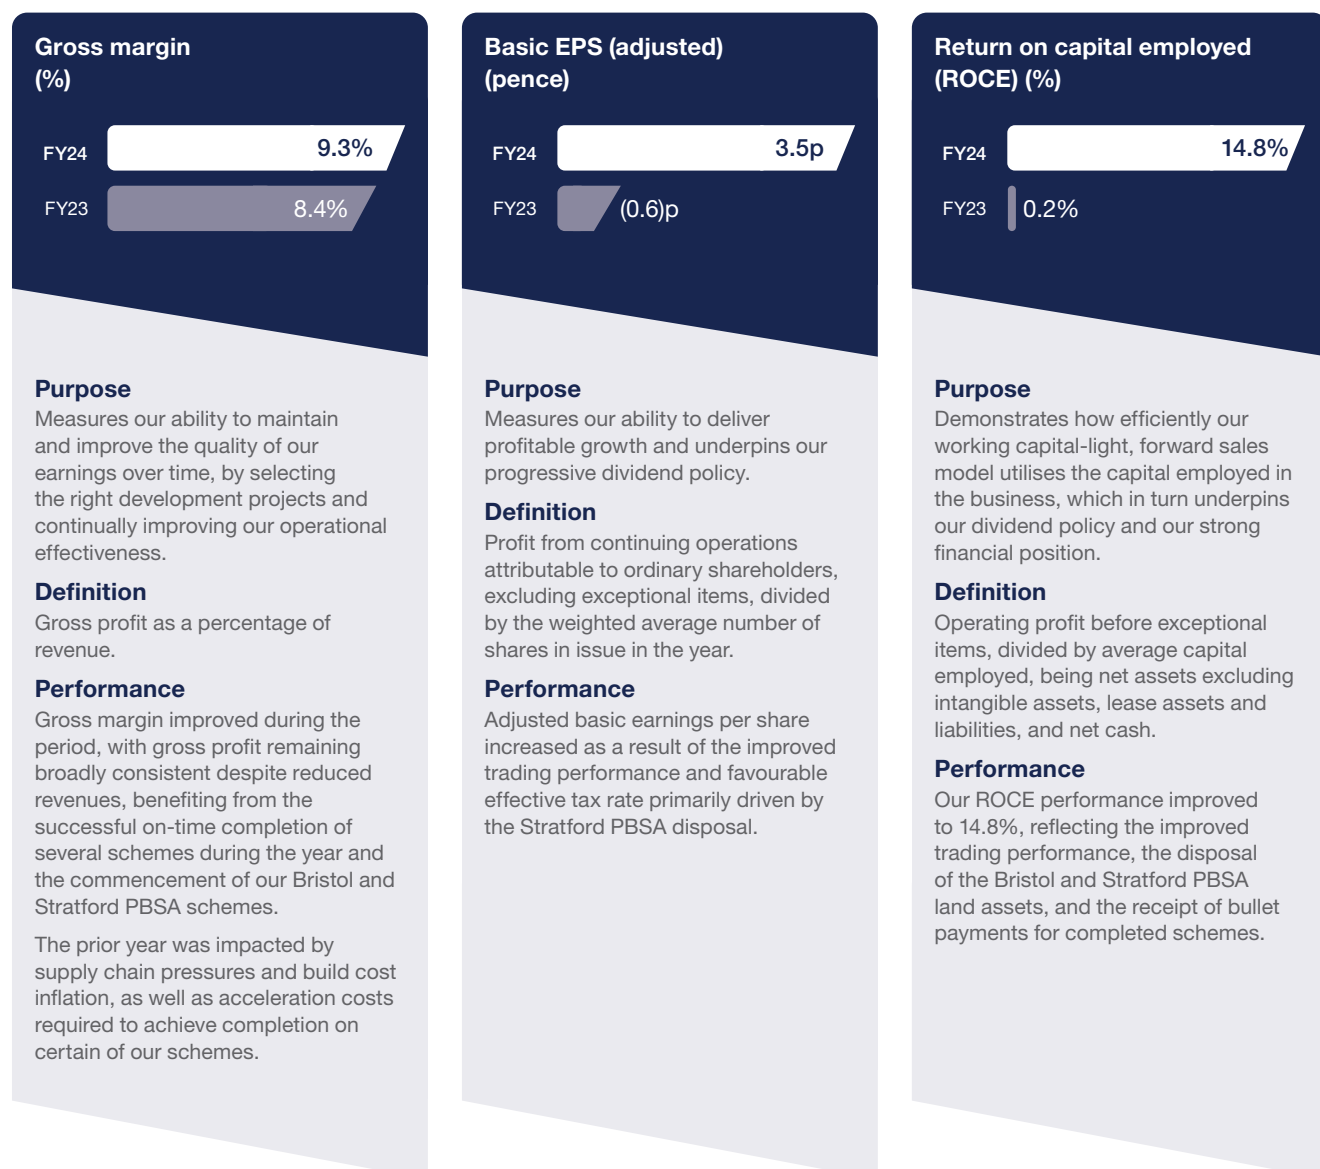 Gross margin
(%)
FY24
9.3%
FY23
8.4%
Purpose
Measures our ability to maintain
and improve the quality of our
earnings over time, by selecting
the right development projects and
continually improving our operational
effectiveness.
Definition
Gross profit as a percentage of
revenue.
Performance
Gross margin improved during the
period, with gross profit remaining
broadly consistent despite reduced
revenues, benefiting from the
successful on-time completion of
several schemes during the year and
the commencement of our Bristol and
Stratford PBSA schemes.
The prior year was impacted by
supply chain pressures and build cost
inflation, as well as acceleration costs
required to achieve completion on
certain of our schemes.
Basic EPS (adjusted)
(pence)
FY24
3.5p
FY23
(0.6)p
Purpose
Measures our ability to deliver
profitable growth and underpins our
progressive dividend policy.
Definition
Profit from continuing operations
attributable to ordinary shareholders,
excluding exceptional items, divided
by the weighted average number of
shares in issue in the year.
Performance
Adjusted basic earnings per share
increased as a result of the improved
trading performance and favourable
effective tax rate primarily driven by
the Stratford PBSA disposal.
Return on capital employed
(ROCE) (%)
FY24
14.8%
FY23
0.2%
Purpose
Demonstrates how efficiently our
working capital-light, forward sales
model utilises the capital employed in
the business, which in turn underpins
our dividend policy and our strong
financial position.
Definition
Operating profit before exceptional
items, divided by average capital
employed, being net assets excluding
intangible assets, lease assets and
liabilities, and net cash.
Performance
Our ROCE performance improved
to 14.8%, reflecting the improved
trading performance, the disposal
of the Bristol and Stratford PBSA
land assets, and the receipt of bullet
payments for completed schemes.